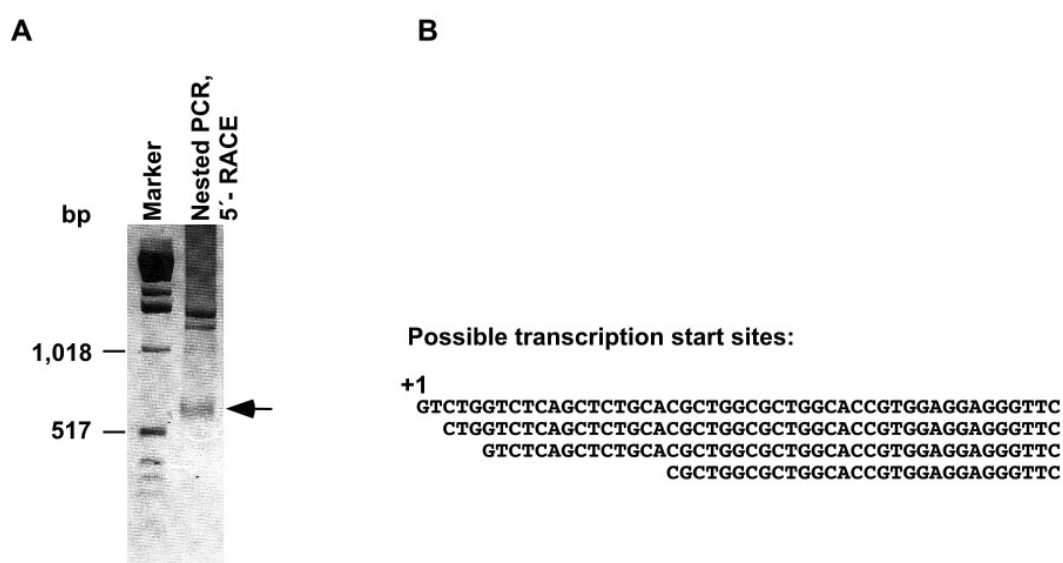 A
B
Nested PCR,
5´- RACE
Marker
bp
1,018
517
Possible transcription start sites:
+1
GTCTGGTCTCAGCTCTGCACGCTGGCGCTGGCACCGTGGAGGAGGGTTC
CTGGTCTCAGCTCTGCACGCTGGCGCTGGCACCGTGGAGGAGGGTTC
GTCTCAGCTCTGCACGCTGGCGCTGGCACCGTGGAGGAGGGTTC
CGCTGGCGCTGGCACCGTGGAGGAGGGTTC